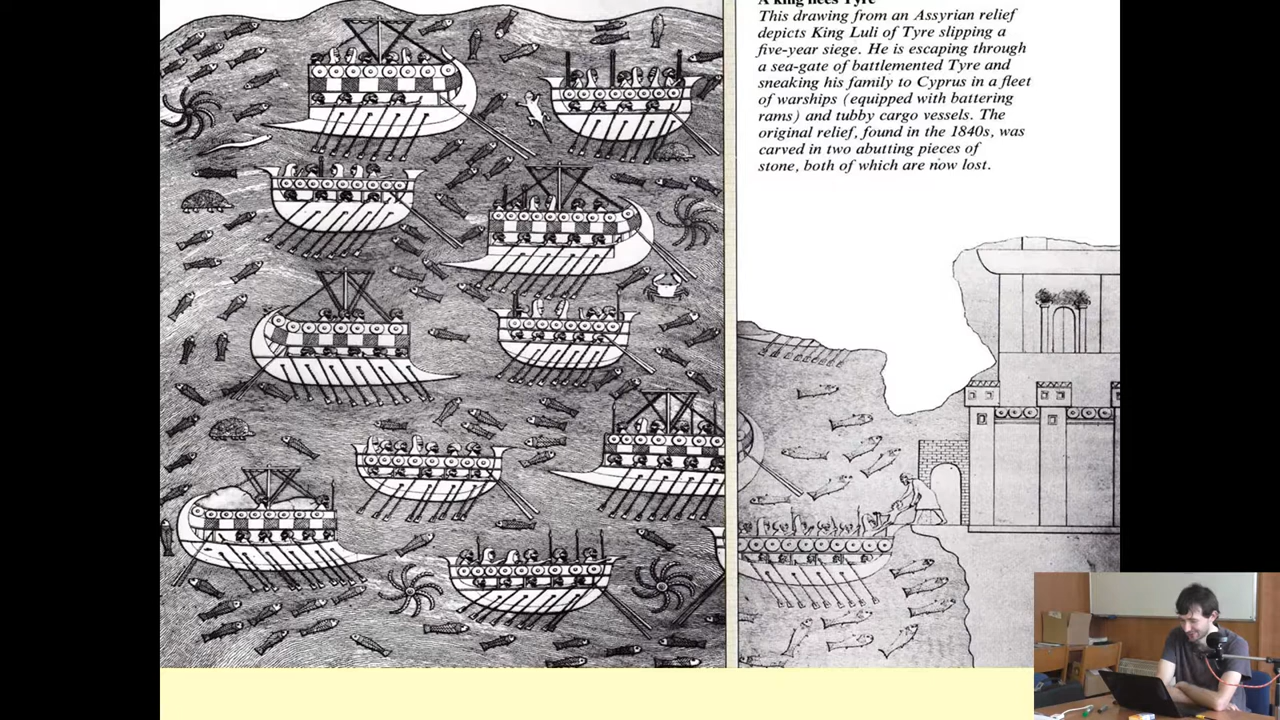 A king flees Tyre
This drawing from an Assyrian relief
depicts King Luli of Tyre slipping a
five-year siege. He is escaping through
a sea-gate of battlemented Tyre and
sneaking his family to Cyprus in a fleet
of warships (equipped with battering
rams) and tubby cargo vessels. The
original relief, found in the 1840s, was
carved in two abutting pieces of
stone, both of which are now lost.